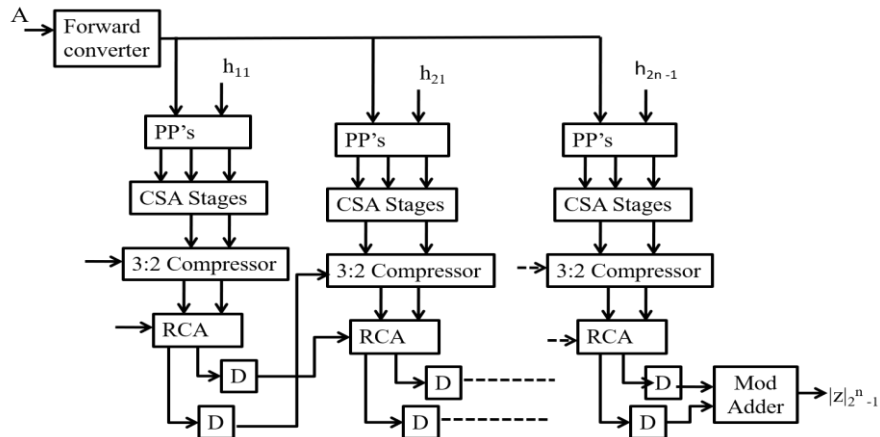 A
Forward
converter
h11
h21
h2n -1
PP's
PP's
PP's
CSA Stages
CSA Stages
CSA Stages
3:2 Compressor
3:2 Compressor
3:2 Compressor
RCA
RCA
RCA
D
D
D
D
D
D
Mod
Adder
|z|2^n -1